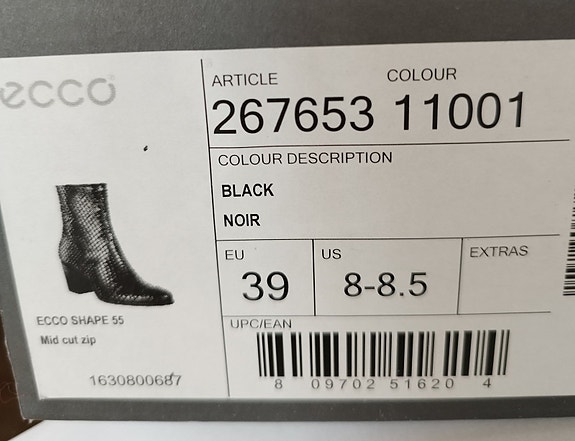 ecco
ARTICLE COLOUR
267653 11001
COLOUR DESCRIPTION
BLACK
NOIR
EU US EXTRAS
39 8-8.5
ECCO SHAPE 55
Mid cut zip
1630800687
UPC/EAN
8 09702 51620 4